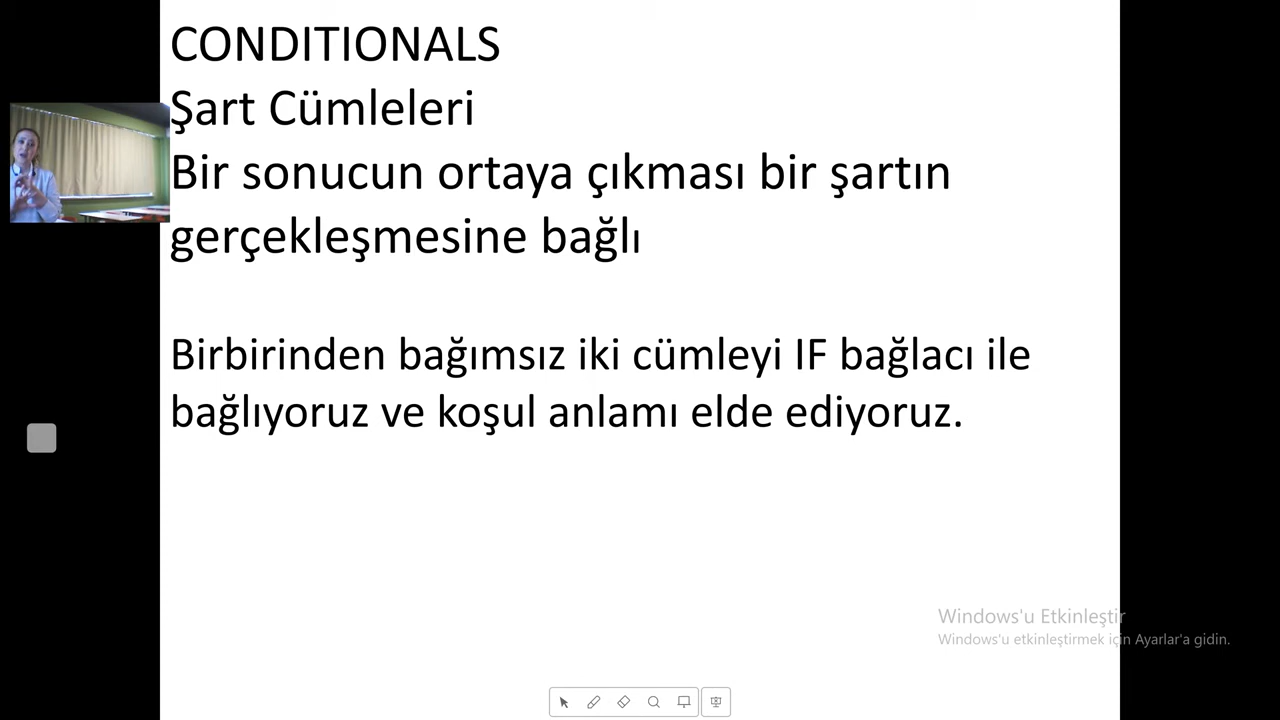 CONDITIONALS
Şart Cümleleri
Bir sonucun ortaya çıkması bir şartın
gerçekleşmesine bağlı
Birbirinden bağımsız iki cümleyi IF bağlacı ile
bağlıyoruz ve koşul anlamı elde ediyoruz.
Windows'u Etkinleştir
Windows'u etkinleştirmek için Ayarlar'a gidin.